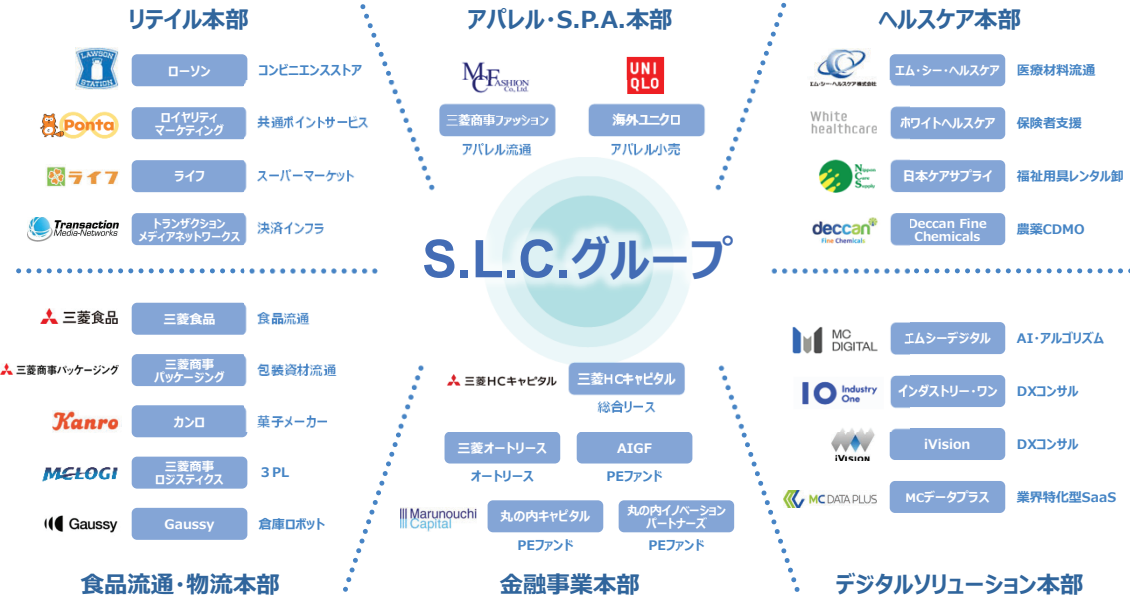 リテイル本部
LAWSON
STATION
ローソン
コンビニエンスストア
Ponta
ロイヤリティ
マーケティング
共通ポイントサービス
ライフ
ライフ
スーパーマーケット
Transaction
Media-Networks
トランザクション
メディアネットワークス
決済インフラ
アパレル・S.P.A.本部
MCFASHION
Co., Ltd.
三菱商事ファッション
アパレル流通
UNI
QLO
海外ユニクロ
アパレル小売
ヘルスケア本部
エム・シー・ヘルスケア株式会社
エム・シー・ヘルスケア
医療材料流通
White
healthcare
ホワイトヘルスケア
保険者支援
Nippon
Care
Supply
日本ケアサプライ
福祉用具レンタル卸
deccan
Fine Chemicals
Deccan Fine
Chemicals
農薬CDMO
S.L.C.グループ
三菱食品
三菱食品
食品流通
三菱商事パッケージング
三菱商事
パッケージング
包装資材流通
Kanro
カンロ
菓子メーカー
MCLOGI
三菱商事
ロジスティクス
３PL
Gaussy
Gaussy
倉庫ロボット
食品流通・物流本部
三菱HCキャピタル
三菱HCキャピタル
総合リース
三菱オートリース
オートリース
AIGF
PEファンド
Marunouchi
Capital
丸の内キャピタル
PEファンド
丸の内イノベーション
パートナーズ
PEファンド
金融事業本部
MC
DIGITAL
エムシーデジタル
AI・アルゴリズム
IO
Industry
One
インダストリー・ワン
DXコンサル
iVISION
iVision
DXコンサル
MC DATA PLUS
MCデータプラス
業界特化型SaaS
デジタルソリューション本部